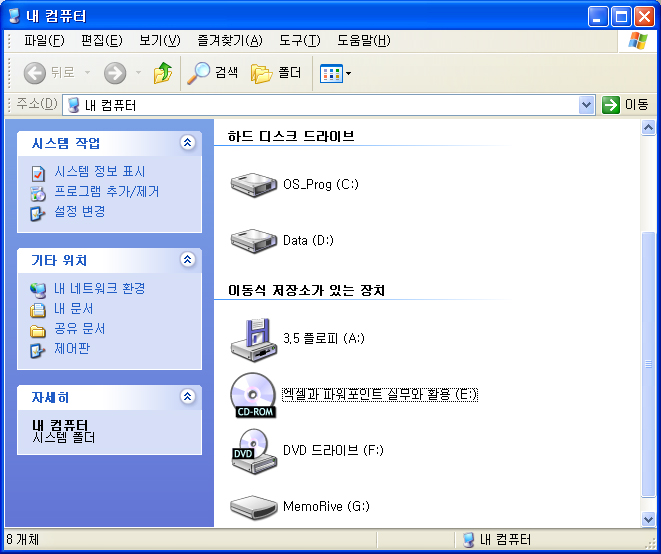 내 컴퓨터
파일(F) 편집(E) 보기(V) 즐겨찾기(A) 도구(T) 도움말(H)
뒤로 검색 폴더
주소(D) 내 컴퓨터 이동
시스템 작업
시스템 정보 표시
프로그램 추가/제거
설정 변경
기타 위치
내 네트워크 환경
내 문서
공유 문서
제어판
자세히
내 컴퓨터
시스템 폴더
하드 디스크 드라이브
OS_Prog (C:)
Data (D:)
이동식 저장소가 있는 장치
3.5 플로피 (A:)
CD-ROM
엑셀과 파워포인트 실무와 활용 (E:)
DVD
DVD 드라이브 (F:)
MemoRive (G:)
8 개체 내 컴퓨터